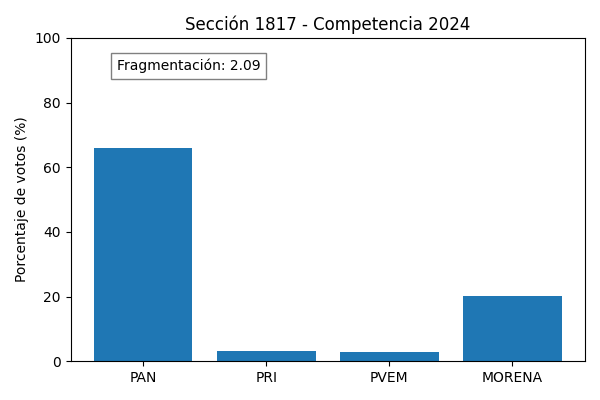 Sección 1817 - Competencia 2024
Fragmentación: 2.09
Porcentaje de votos (%)
100
80
60
40
20
0
PAN PRI PVEM MORENA